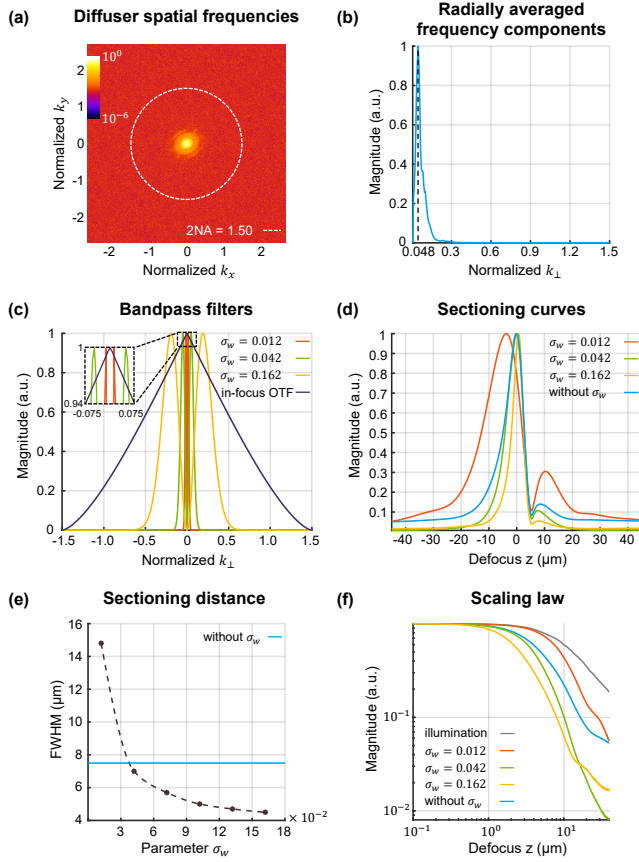 (a) Diffuser spatial frequencies
10^0
10^-6
Normalized k_y
2
1
0
-1
-2
2NA = 1.50
-2 -1 0 1 2
Normalized k_x
(b) Radially averaged
frequency components
Magnitude (a.u.)
1
0.8
0.6
0.4
0.2
0
0.048 0.3 0.6 0.9 1.2 1.5
Normalized k_⊥
(c) Bandpass filters
Magnitude (a.u.)
1
0.8
0.6
0.4
0.2
0
1
0.94
-0.075 0.075
σ_w = 0.012
σ_w = 0.042
σ_w = 0.162
in-focus OTF
-1.5 -1.0 -0.5 0 0.5 1.0 1.5
Normalized k_⊥
(d) Sectioning curves
Magnitude (a.u.)
1
0.9
0.8
0.7
0.6
0.5
0.4
0.3
0.2
0.1
σ_w = 0.012
σ_w = 0.042
σ_w = 0.162
without σ_w
-40 -30 -20 -10 0 10 20 30 40
Defocus z (μm)
(e) Sectioning distance
FWHM (μm)
16
14
12
10
8
6
4
without σ_w
3 6 9 12 15 18
× 10^-2
Parameter σ_w
(f) Scaling law
Magnitude (a.u.)
10^-1
10^-2
illumination
σ_w = 0.012
σ_w = 0.042
σ_w = 0.162
without σ_w
10^-1 10^0 10^1
Defocus z (μm)